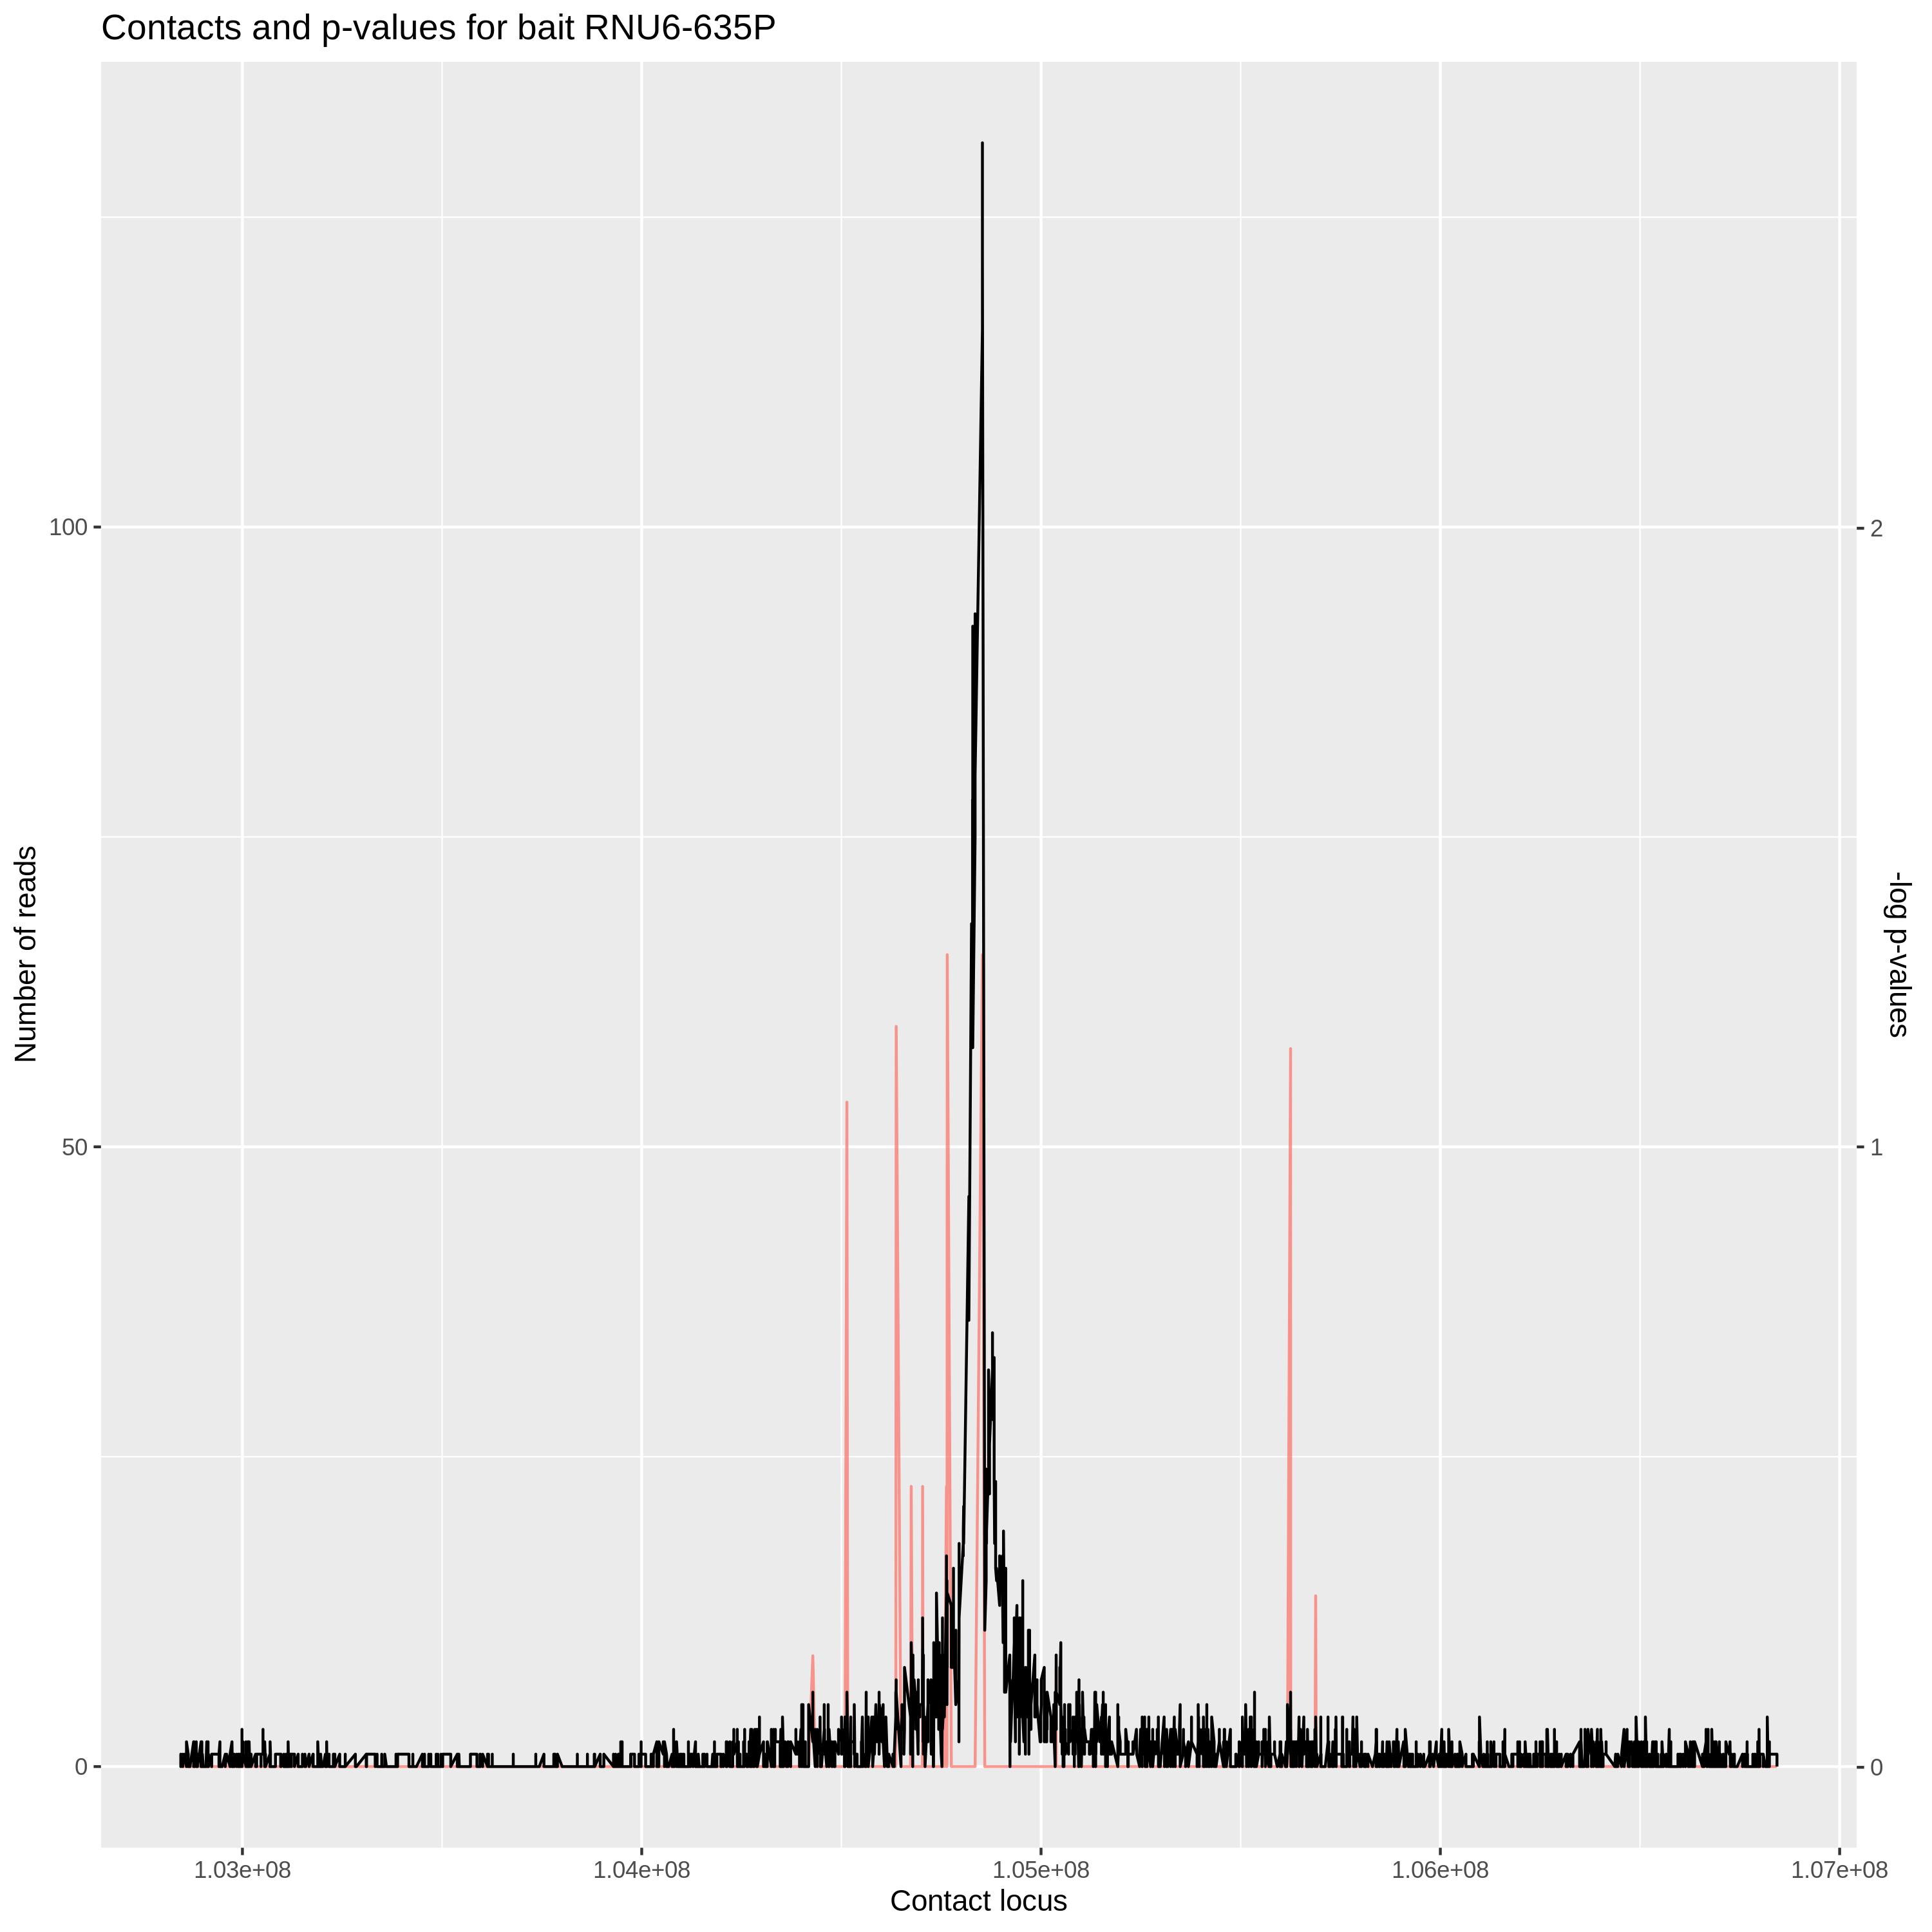 Contacts and p-values for bait RNU6-635P
Number of reads
100
50
0
2
1
0
-log p-values
1.03e+08
1.04e+08
1.05e+08
1.06e+08
1.07e+08
Contact locus